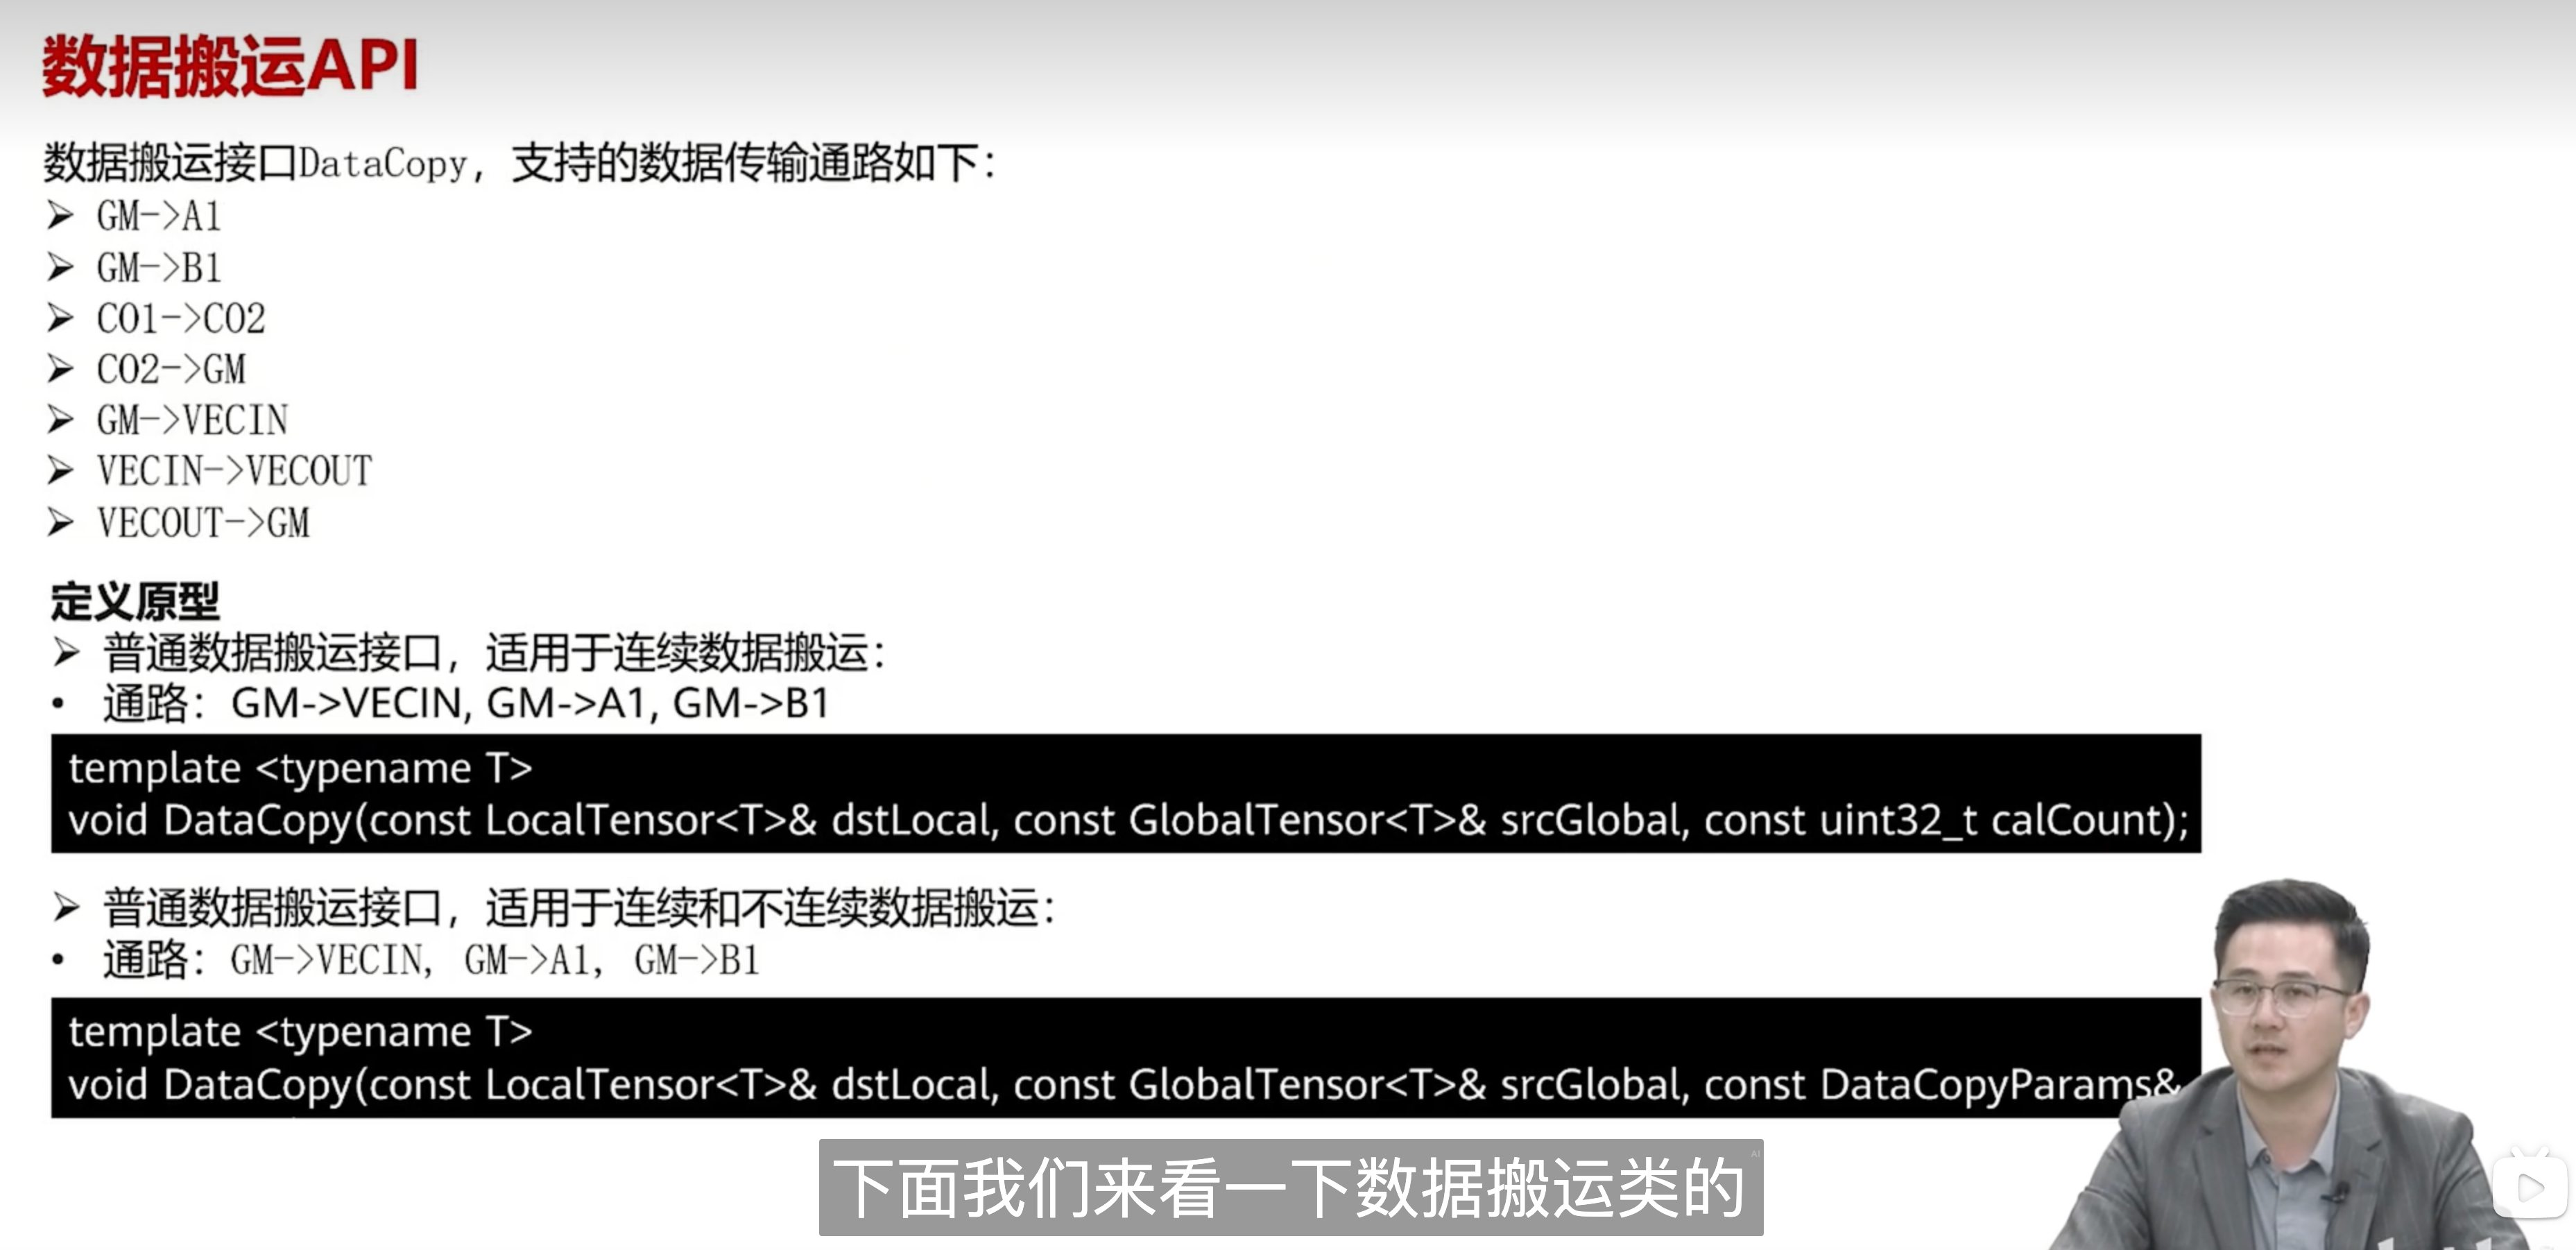 数据搬运API
数据搬运接口DataCopy，支持的数据传输通路如下：
➢ GM->A1
➢ GM->B1
➢ CO1->CO2
➢ CO2->GM
➢ GM->VECIN
➢ VECIN->VECOUT
➢ VECOUT->GM
定义原型
➢ 普通数据搬运接口，适用于连续数据搬运：
• 通路：GM->VECIN, GM->A1, GM->B1
template <typename T>
void DataCopy(const LocalTensor<T>& dstLocal, const GlobalTensor<T>& srcGlobal, const uint32_t calCount);
➢ 普通数据搬运接口，适用于连续和不连续数据搬运：
• 通路：GM->VECIN, GM->A1, GM->B1
template <typename T>
void DataCopy(const LocalTensor<T>& dstLocal, const GlobalTensor<T>& srcGlobal, const DataCopyParams&
下面我们来看一下数据搬运类的
AI